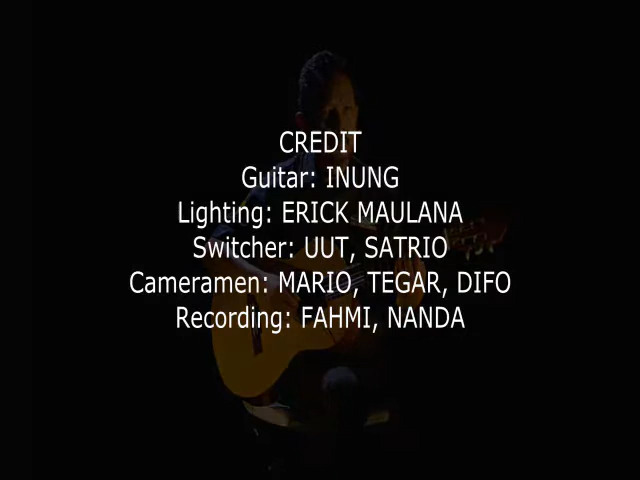 CREDIT
Guitar: INUNG
Lighting: ERICK MAULANA
Switcher: UUT, SATRIO
Cameramen: MARIO, TEGAR, DIFO
Recording: FAHMI, NANDA